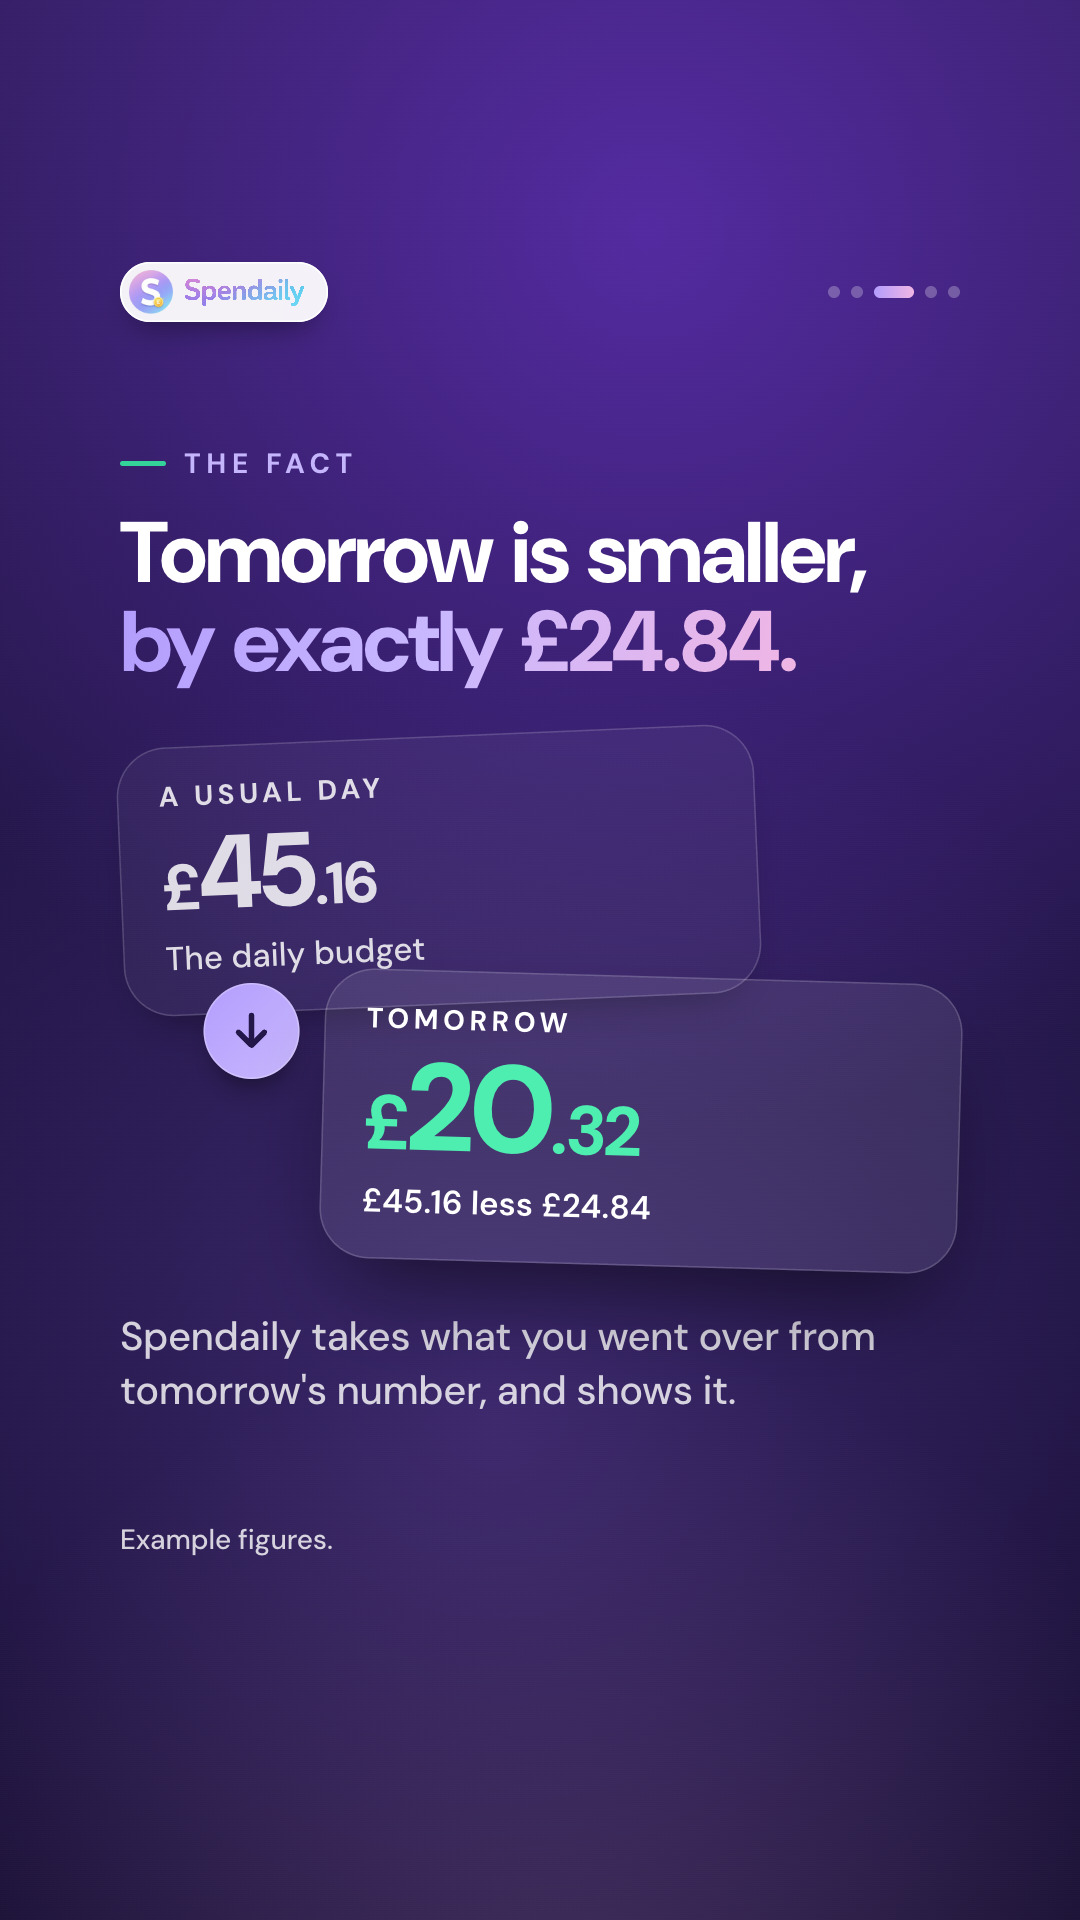 Spendaily
THE FACT
Tomorrow is smaller,
by exactly £24.84.
A USUAL DAY
£45.16
The daily budget
TOMORROW
£20.32
£45.16 less £24.84
Spendaily takes what you went over from
tomorrow's number, and shows it.
Example figures.